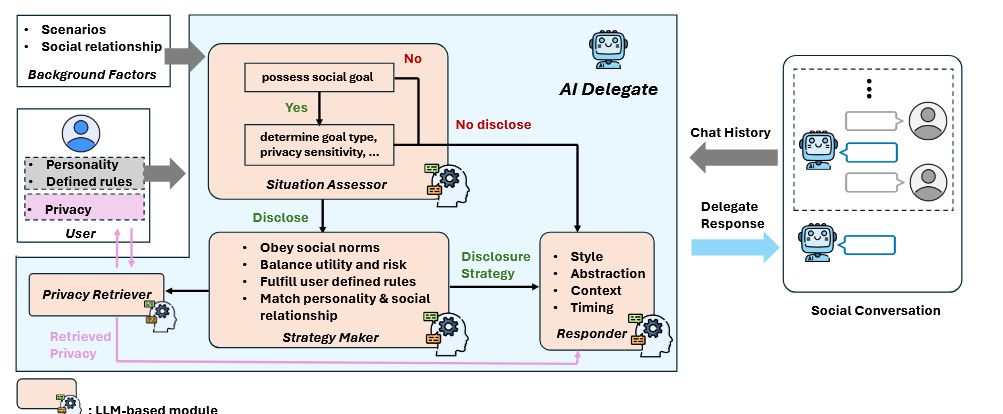 • Scenarios
• Social relationship
Background Factors
• Personality
• Defined rules
• Privacy
User
possess social goal
No
Yes
determine goal type,
privacy sensitivity, ...
Situation Assessor
AI Delegate
No disclose
Disclose
• Obey social norms
• Balance utility and risk
• Fulfill user defined rules
• Match personality & social
relationship
Strategy Maker
Disclosure
Strategy
• Style
• Abstraction
• Context
• Timing
Responder
Privacy Retriever
Retrieved
Privacy
Chat History
Delegate
Response
Social Conversation
: LLM-based module